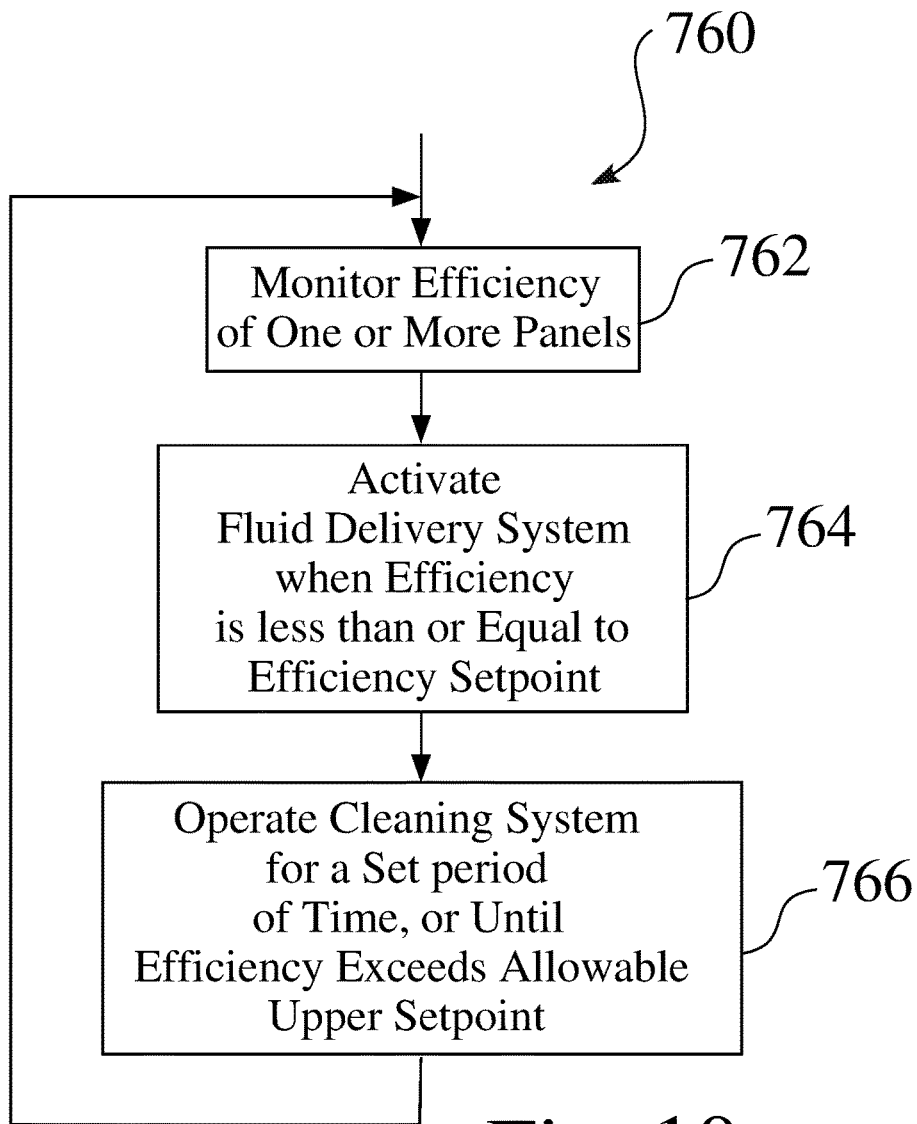 760
Monitor Efficiency
of One or More Panels
762
Activate
Fluid Delivery System
when Efficiency
is less than or Equal to
Efficiency Setpoint
764
Operate Cleaning System
for a Set period
of Time, or Until
Efficiency Exceeds Allowable
Upper Setpoint
766